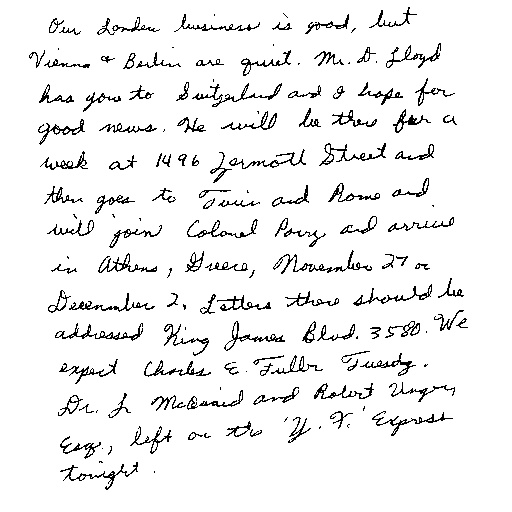 Our London business is good, but
Vienna & Berlin are quiet. Mr. D. Lloyd
has gone to Switzerland and I hope for
good news. He will be there for a
week at 1496 Zermott Street and
then goes to Turin and Rome and
will join Colonel Parry and arrive
in Athens, Greece, November 27 or
Decemmber 2. Letters there should be
addressed King James Blvd. 3580. We
expect Charles E. Fuller Tuesday.
Dr. L. McQuaid and Robert Unger,
Esq., left on the 'Y. X.' Express
tonight.